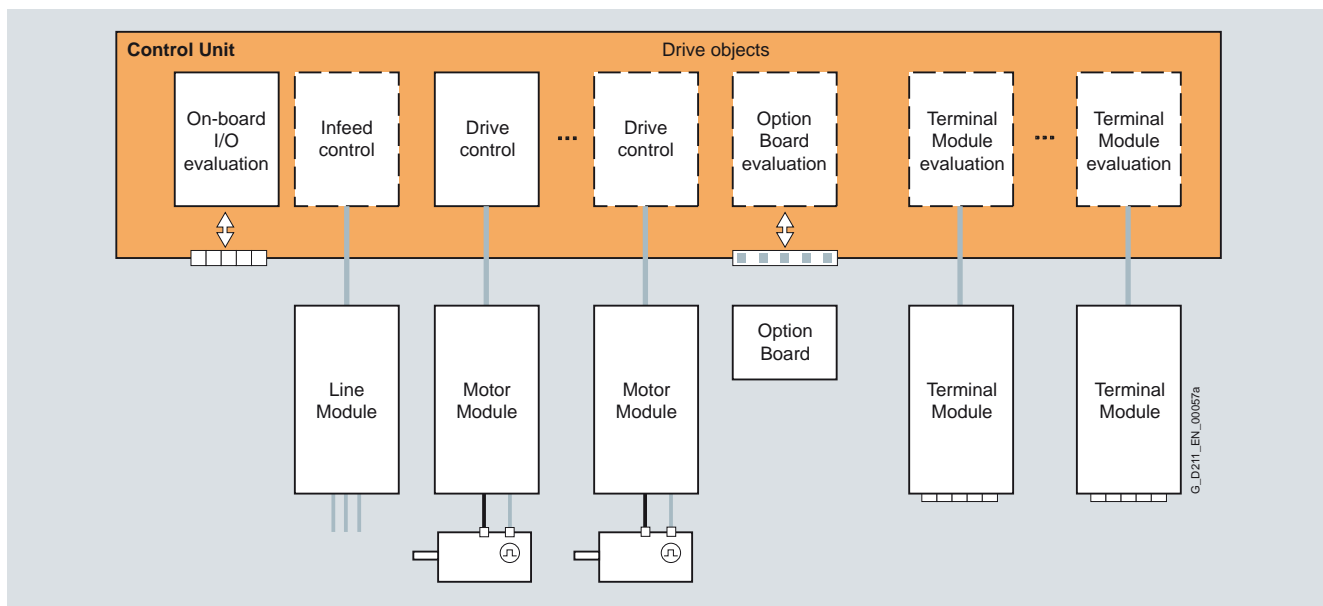 Control Unit
Drive objects
On-board
I/O
evaluation
Infeed
control
Drive
control
...
Drive
control
Option
Board
evaluation
Terminal
Module
evaluation
...
Terminal
Module
evaluation
Line
Module
Motor
Module
Motor
Module
Option
Board
Terminal
Module
Terminal
Module
G_D211_EN_00057a